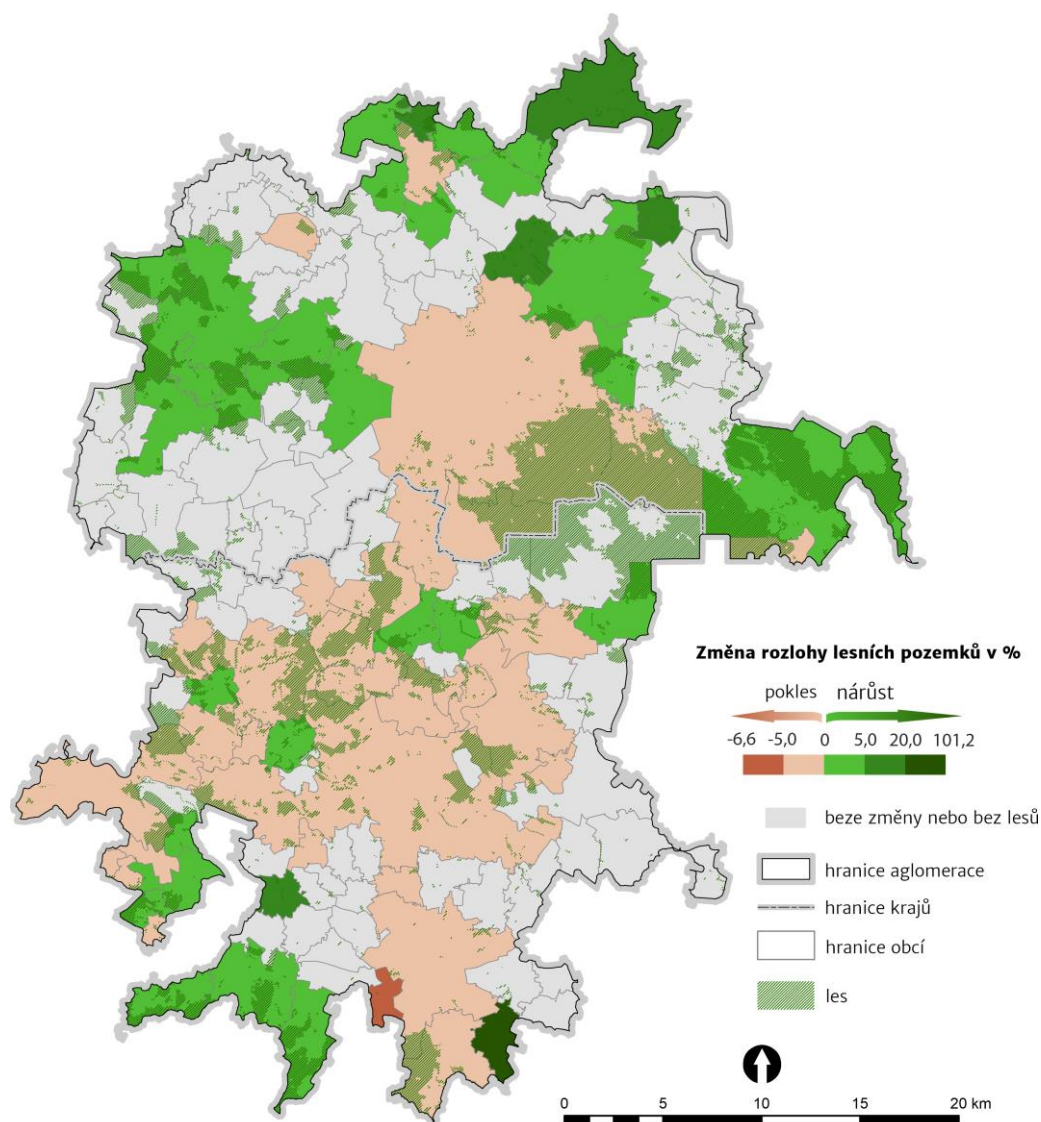 Změna rozlohy lesních pozemků v %
pokles nárůst
-6,6 -5,0 0 5,0 20,0 101,2
beze změny nebo bez lesů
hranice aglomerace
hranice krajů
hranice obcí
les
0 5 10 15 20 km